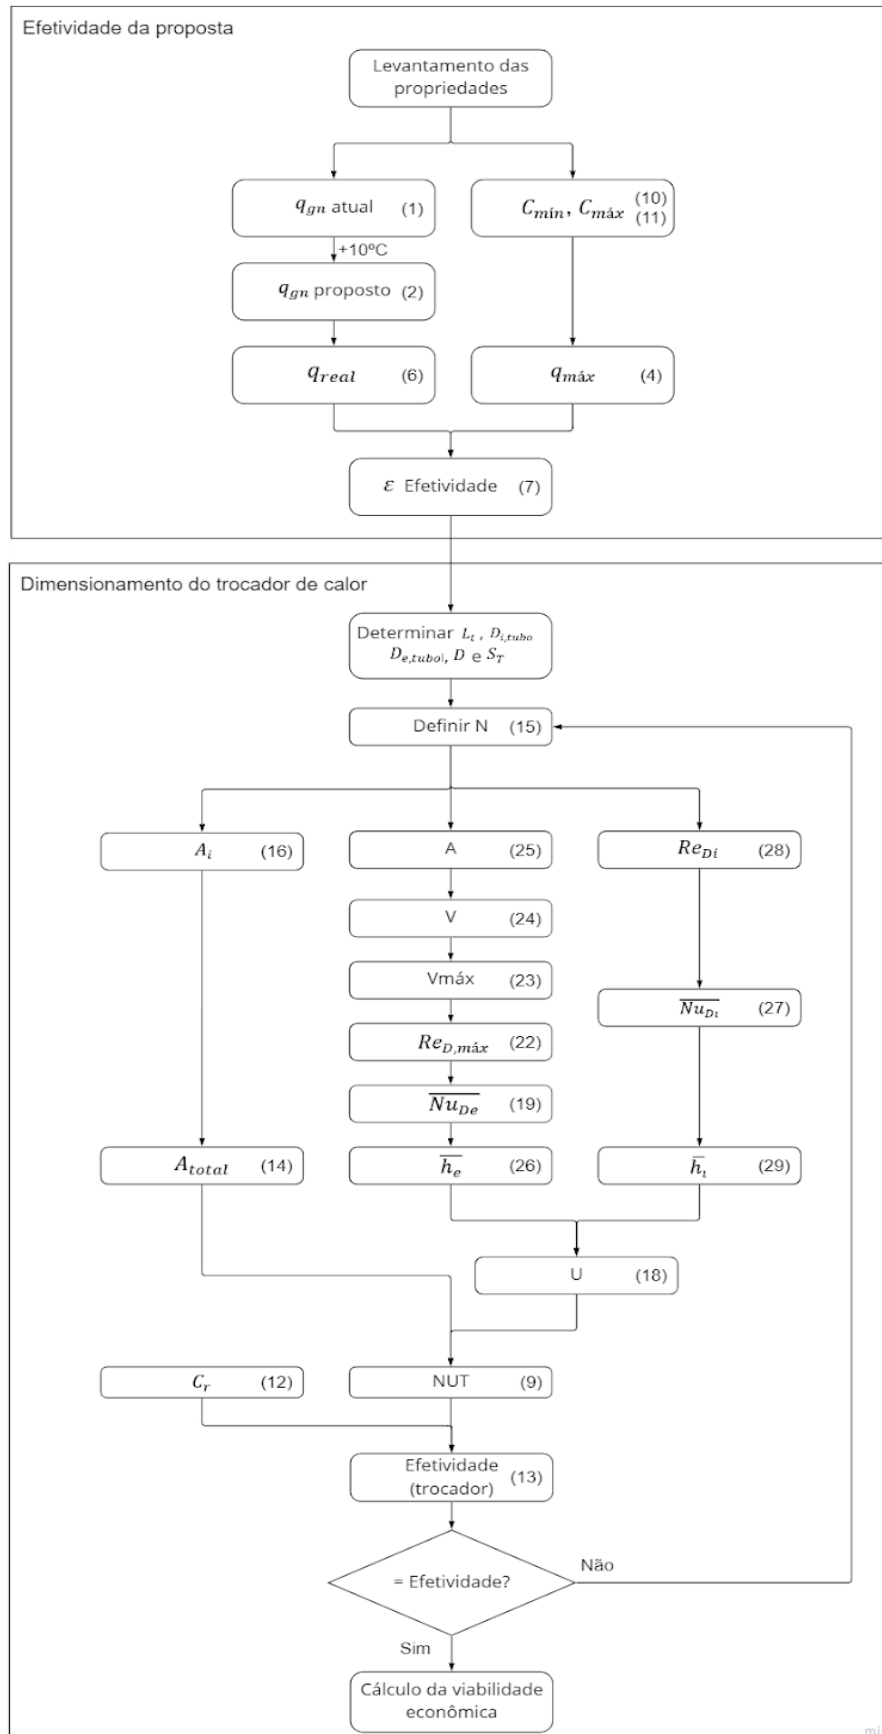 Efetividade da proposta
Levantamento das
propriedades
q_gn atual (1)
C_mín, C_máx (10)
(11)
+10ºC
q_gn proposto (2)
q_real (6)
q_máx (4)
ε Efetividade (7)
Dimensionamento do trocador de calor
Determinar L_t , D_i,tubo
D_e,tubo|, D e S_T
Definir N (15)
A_i (16)
A (25)
Re_Di (28)
V (24)
Vmáx (23)
Nu_Di (27)
Re_D,máx (22)
Nu_De (19)
A_total (14)
h_e (26)
h_ι (29)
U (18)
C_r (12)
NUT (9)
Efetividade
(trocador) (13)
= Efetividade?
Não
Sim
Cálculo da viabilidade
econômica